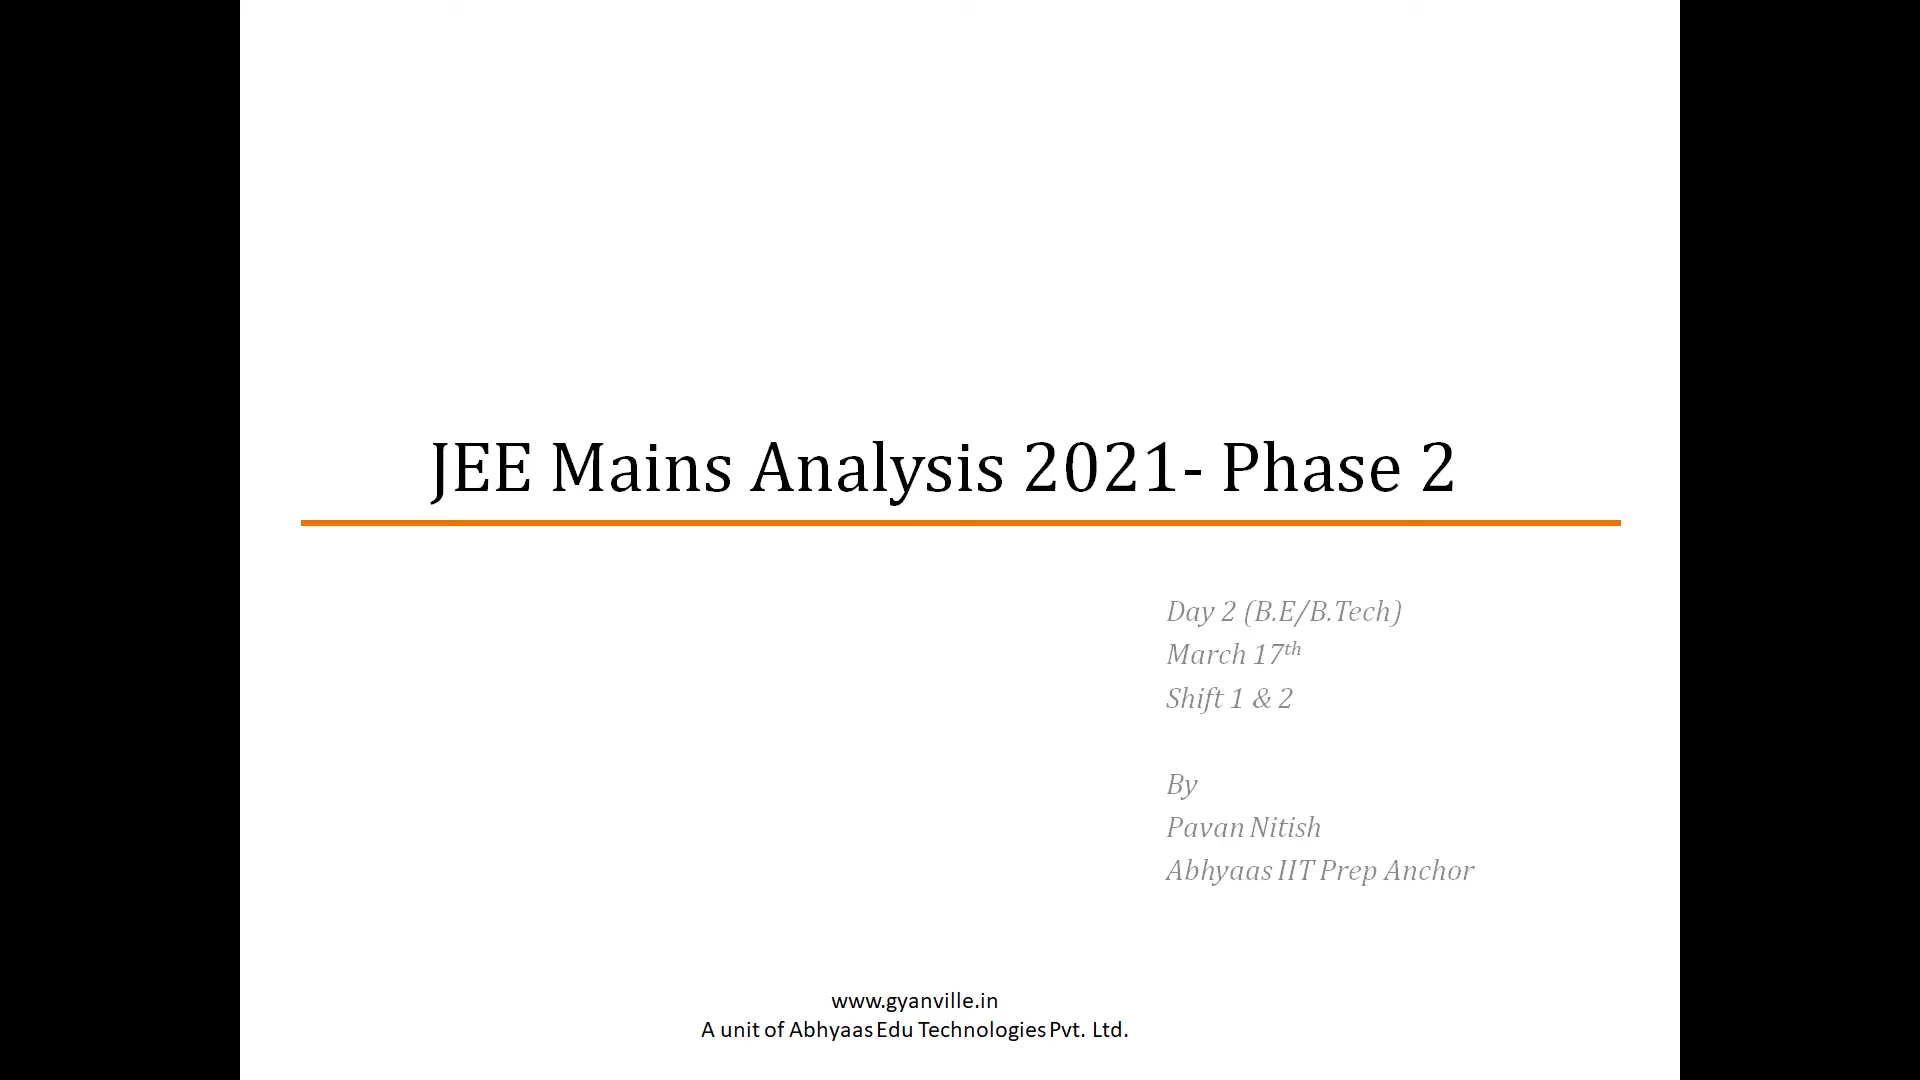 JEE Mains Analysis 2021- Phase 2
Day 2 (B.E/B.Tech)
March 17th
Shift 1 & 2
By
Pavan Nitish
Abhyaas IIT Prep Anchor
www.gyanville.in
A unit of Abhyaas Edu Technologies Pvt. Ltd.